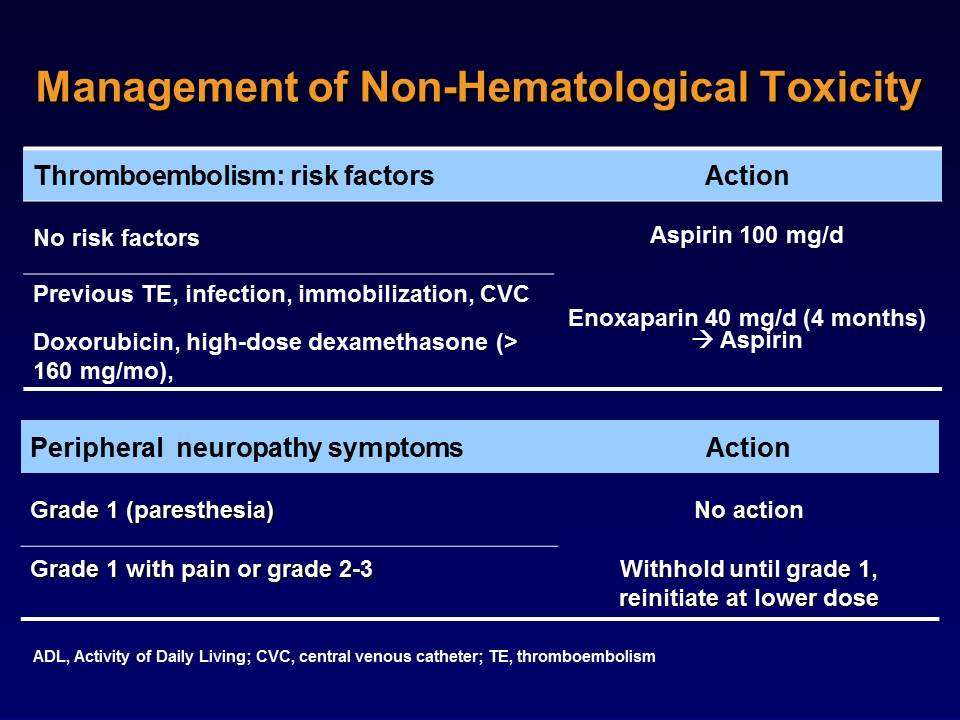 Management of Non-Hematological Toxicity
Thromboembolism: risk factors Action
No risk factors Aspirin 100 mg/d
Previous TE, infection, immobilization, CVC
Enoxaparin 40 mg/d (4 months)
→ Aspirin
Doxorubicin, high-dose dexamethasone (>
160 mg/mo),
Peripheral neuropathy symptoms Action
Grade 1 (paresthesia) No action
Grade 1 with pain or grade 2-3 Withhold until grade 1,
reinitiate at lower dose
ADL, Activity of Daily Living; CVC, central venous catheter; TE, thromboembolism